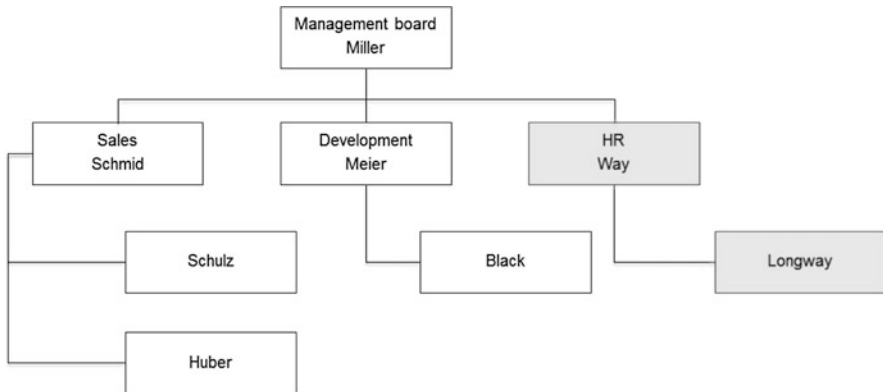 Management board
Miller
Sales
Schmid
Development
Meier
HR
Way
Schulz
Black
Longway
Huber